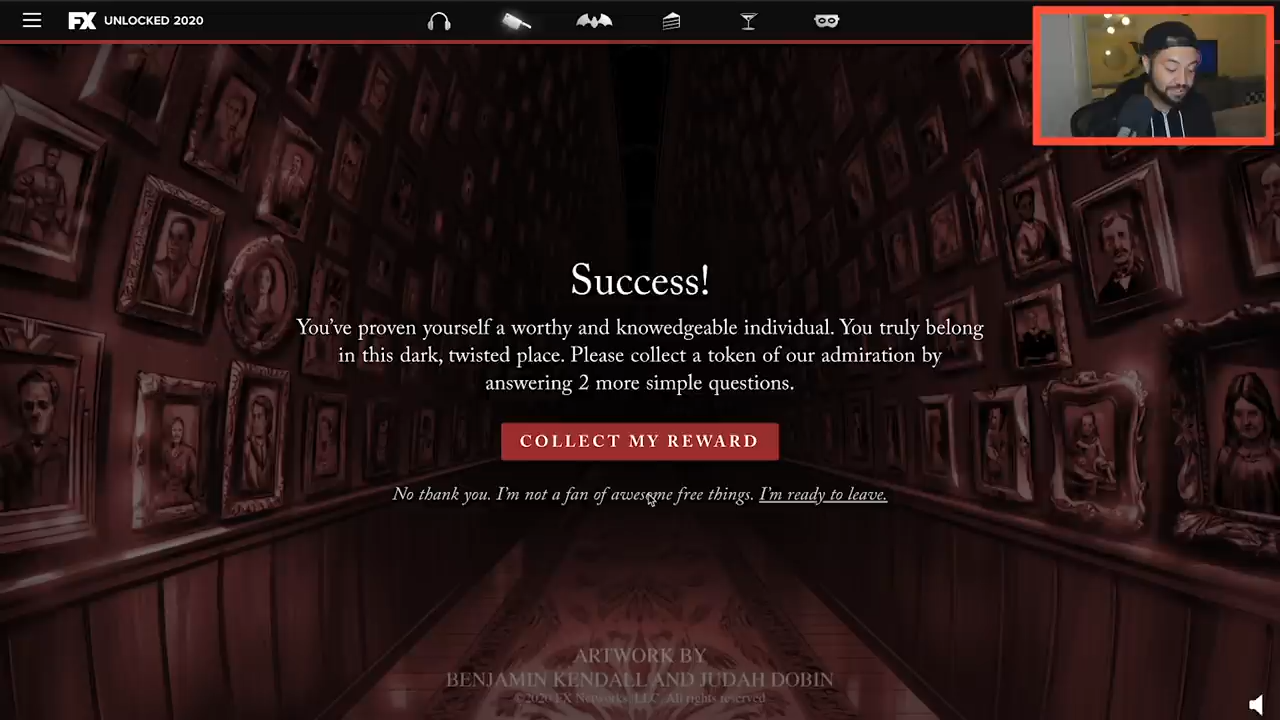 FX UNLOCKED 2020
Success!
You've proven yourself a worthy and knowedgeable individual. You truly belong
in this dark, twisted place. Please collect a token of our admiration by
answering 2 more simple questions.
COLLECT MY REWARD
No thank you. I'm not a fan of awesome free things. I'm ready to leave.
ARTWORK BY
BENJAMIN KENDALL AND JUDAH DOBIN
©2020 FX Networks, LLC. All rights reserved